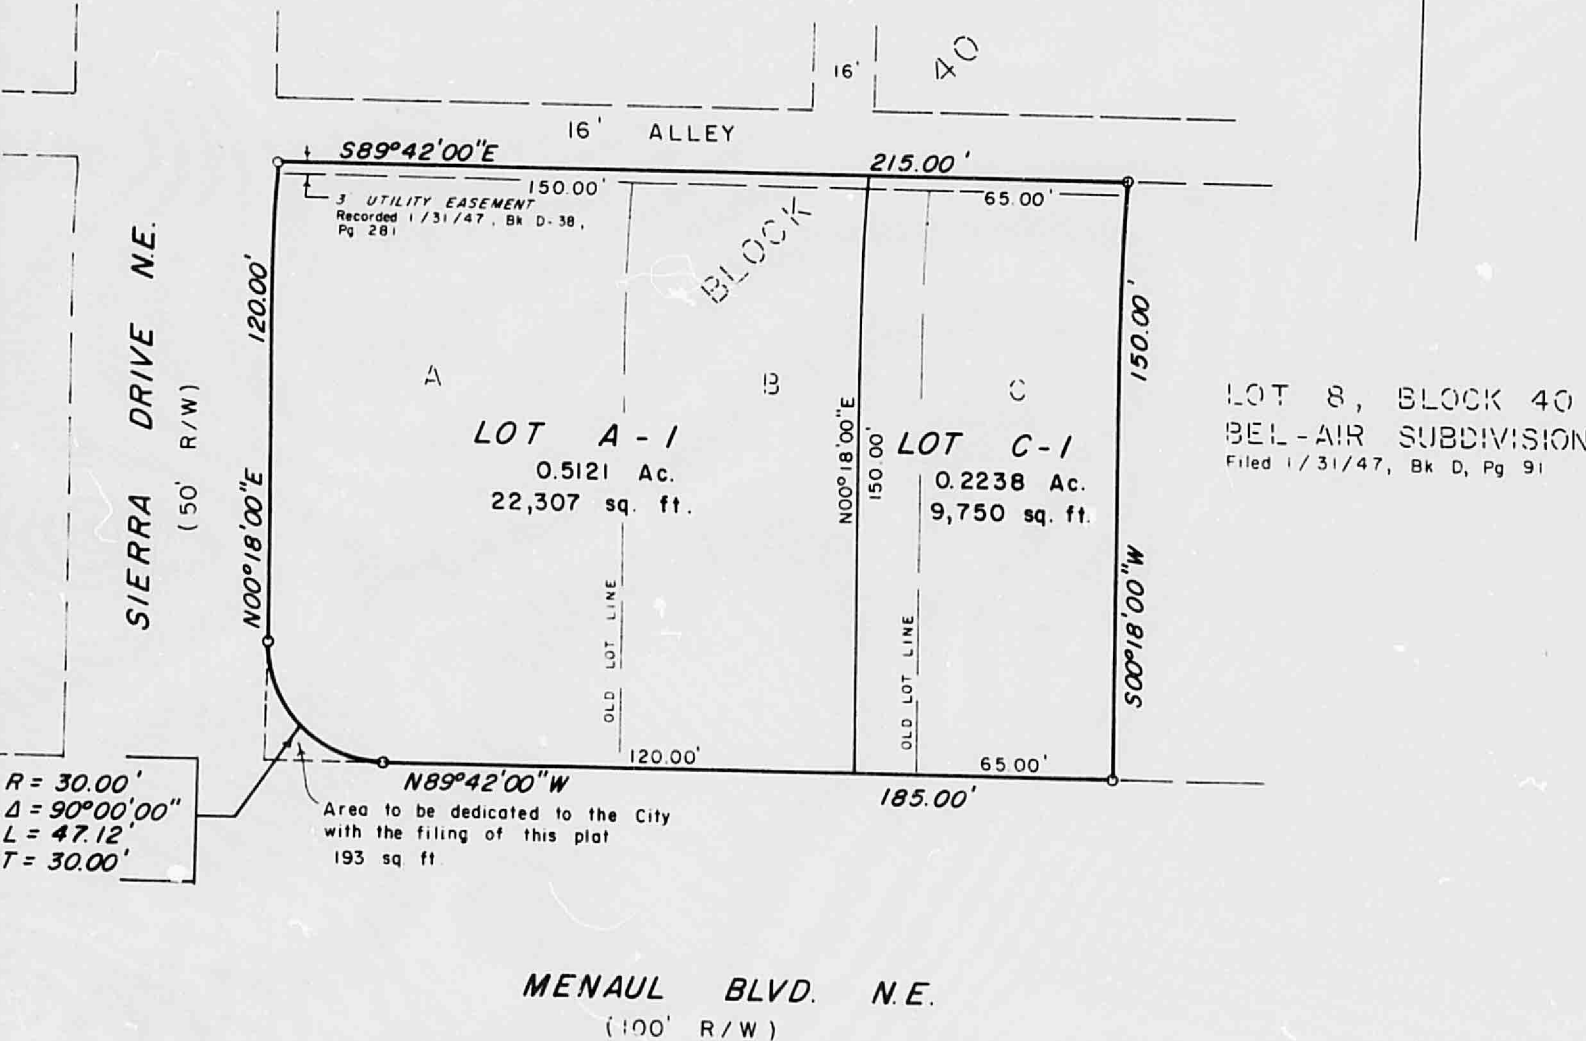 40
16'
16' ALLEY
S89°42'00"E
215.00'
150.00'
65.00'
3' UTILITY EASEMENT
Recorded 1/31/47, Bk D-38,
Pg 281
BLOCK
SIERRA DRIVE N.E.
(50' R/W)
120.00'
N00°18'00"E
A
B
C
LOT A-1
0.5121 Ac.
22,307 sq. ft.
N00°18'00"E
150.00'
LOT C-1
0.2238 Ac.
9,750 sq. ft.
150.00'
S00°18'00"W
LOT 8, BLOCK 40
BEL-AIR SUBDIVISION
Filed 1/31/47, Bk D, Pg 91
OLD LOT LINE
OLD LOT LINE
120.00'
65.00'
N89°42'00"W
185.00'
R = 30.00'
Δ = 90°00'00"
L = 47.12'
T = 30.00'
Area to be dedicated to the City
with the filing of this plat
193 sq ft
MENAUL BLVD. N.E.
(100' R/W)